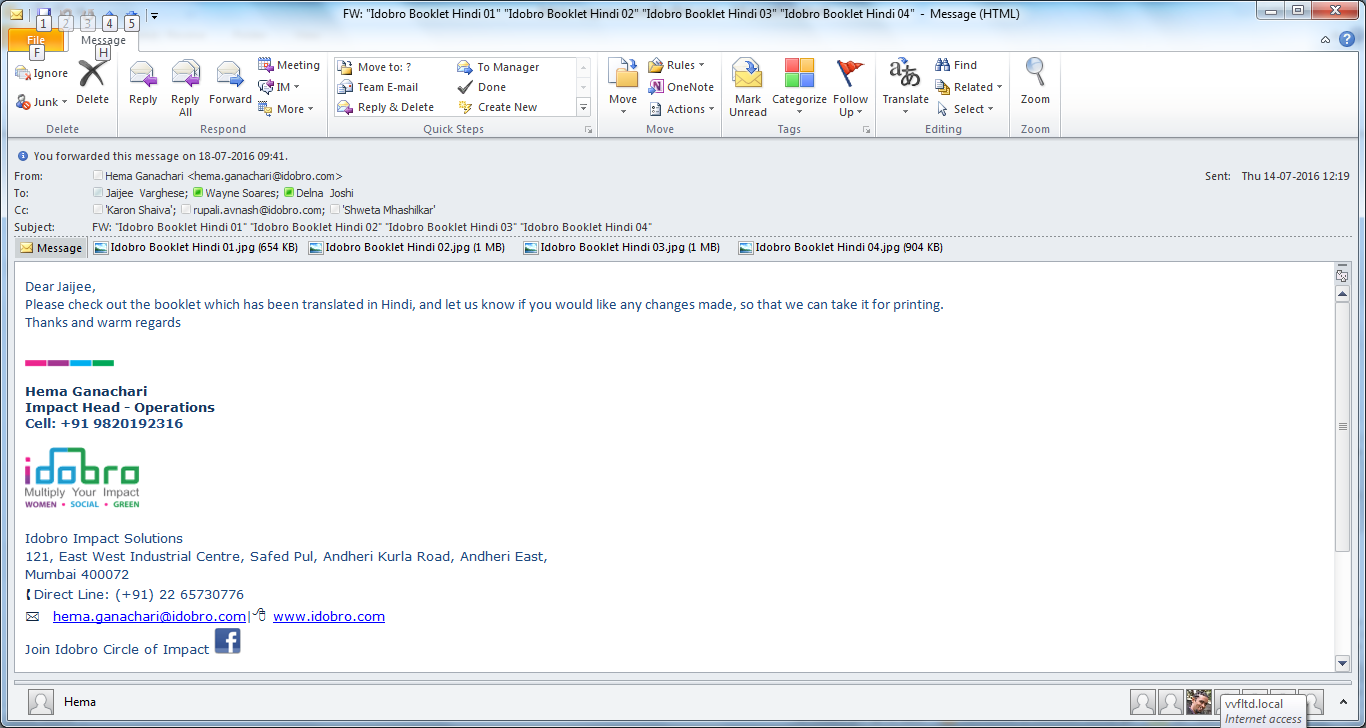 FW: "Idobro Booklet Hindi 01" "Idobro Booklet Hindi 02" "Idobro Booklet Hindi 03" "Idobro Booklet Hindi 04" - Message (HTML)
1 2 3 4 5
File Message
F H
Ignore
Junk
Delete
Reply
Reply All
Forward
Meeting
IM
More
Move to: ?
Team E-mail
Reply & Delete
To Manager
Done
Create New
Move
Rules
OneNote
Actions
Mark Unread
Categorize
Follow Up
Translate
Find
Related
Select
Zoom
Delete Respond Quick Steps Move Tags Editing Zoom
You forwarded this message on 18-07-2016 09:41.
From: Hema Ganachari <hema.ganachari@idobro.com> Sent: Thu 14-07-2016 12:19
To: Jaijee Varghese; Wayne Soares; Delna Joshi
Cc: 'Karon Shaiva'; rupali.avnash@idobro.com; 'Shweta Mhashilkar'
Subject: FW: "Idobro Booklet Hindi 01" "Idobro Booklet Hindi 02" "Idobro Booklet Hindi 03" "Idobro Booklet Hindi 04"
Message Idobro Booklet Hindi 01.jpg (654 KB) Idobro Booklet Hindi 02.jpg (1 MB) Idobro Booklet Hindi 03.jpg (1 MB) Idobro Booklet Hindi 04.jpg (904 KB)
Dear Jaijee,
Please check out the booklet which has been translated in Hindi, and let us know if you would like any changes made, so that we can take it for printing.
Thanks and warm regards
Hema Ganachari
Impact Head - Operations
Cell: +91 9820192316
idobro
Multiply Your Impact
WOMEN • SOCIAL • GREEN
Idobro Impact Solutions
121, East West Industrial Centre, Safed Pul, Andheri Kurla Road, Andheri East,
Mumbai 400072
Direct Line: (+91) 22 65730776
hema.ganachari@idobro.com| www.idobro.com
Join Idobro Circle of Impact
Hema
vvfltd.local
Internet access